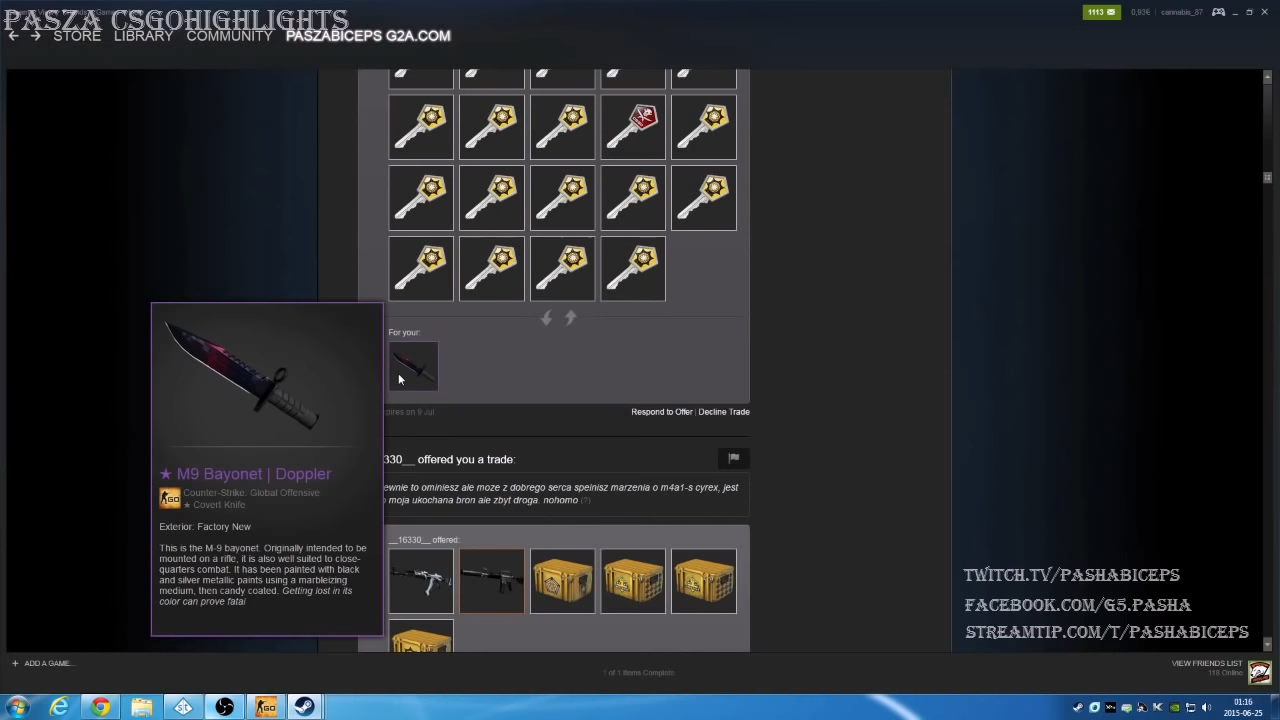 PASZA CSGOHIGHLIGHTS
1113
0,93€
cannabis_87
STORE LIBRARY COMMUNITY PASZABICEPS G2A.COM
For your:
pires on 9 Jul
Respond to Offer | Decline Trade
330__ offered you a trade:
ewnie to ominiesz ale moze z dobrego serca spelnisz marzenia o m4a1-s cyrex, jest
moja ukochana bron ale zbyt droga. nohomo (?)
__16330__ offered:
★ M9 Bayonet | Doppler
Counter-Strike: Global Offensive
★ Covert Knife
Exterior: Factory New
This is the M-9 bayonet. Originally intended to be
mounted on a rifle, it is also well suited to close-
quarters combat. It has been painted with black
and silver metallic paints using a marbleizing
medium, then candy coated. Getting lost in its
color can prove fatal
TWITCH.TV/PASHABICEPS
FACEBOOK.COM/G5.PASHA
STREAMTIP.COM/T/PASHABICEPS
+ ADD A GAME...
1 of 1 Items Complete
VIEW FRIENDS LIST
118 Online
01:16
2015-06-25